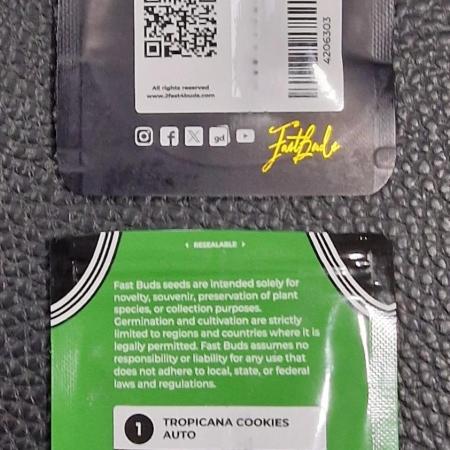 4206303
All rights reserved
www.2fast4buds.com
gd
FastBuds
‹ RESEALABLE ›
Fast Buds seeds are intended solely for
novelty, souvenir, preservation of plant
species, or collection purposes.
Germination and cultivation are strictly
limited to regions and countries where it is
legally permitted. Fast Buds assumes no
responsibility or liability for any use that
does not adhere to local, state, or federal
laws and regulations.
1 TROPICANA COOKIES
AUTO